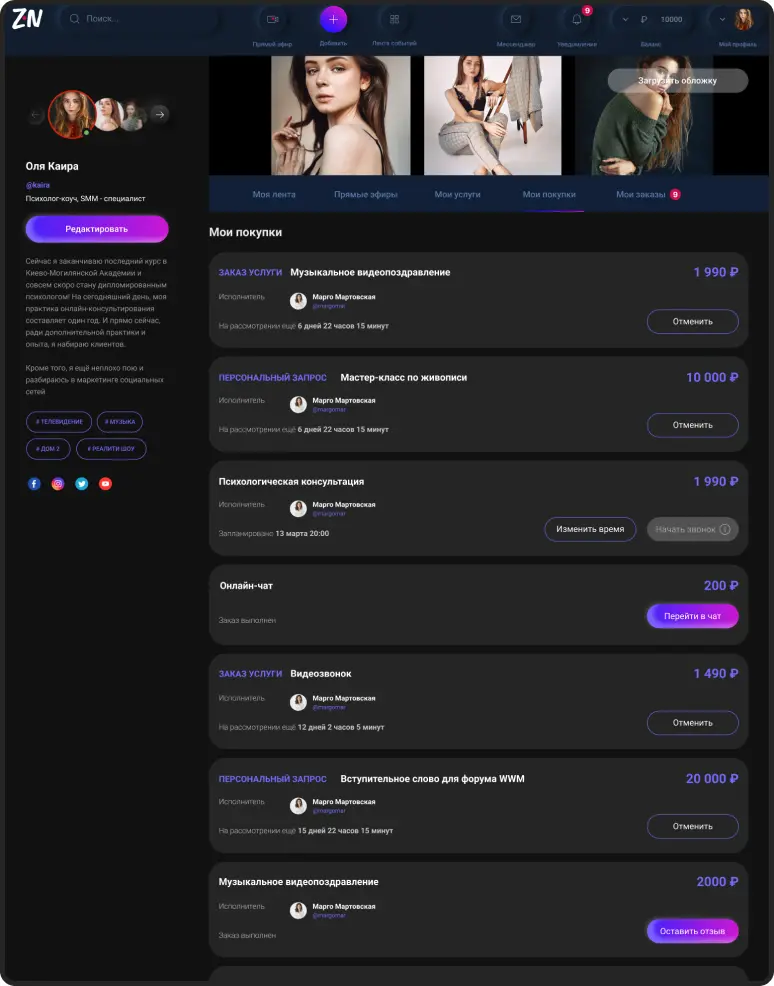 ZN
Поиск...
9
₽ 10000
Прямой эфир
Добавить
Лента событий
Мессенджер
Уведомления
Баланс
Мой профиль
Загрузить обложку
Оля Каира
@kaira
Психолог-коуч, SMM - специалист
Редактировать
Сейчас я заканчиваю последний курс в
Киево-Могилянской Академии и
совсем скоро стану дипломированным
психологом! На сегодняшний день, моя
практика онлайн-консультирования
составляет один год. И прямо сейчас,
ради дополнительной практики и
опыта, я набираю клиентов.
Кроме того, я ещё неплохо пою и
разбираюсь в маркетинге социальных
сетей
# ТЕЛЕВИДЕНИЕ
# МУЗЫКА
# ДОМ 2
# РЕАЛИТИ ШОУ
Моя лента
Прямые эфиры
Мои услуги
Мои покупки
Мои заказы 9
Мои покупки
ЗАКАЗ УСЛУГИ Музыкальное видеопоздравление 1 990 ₽
Исполнитель
Марго Мартовская
@margomar
На рассмотрении ещё 6 дней 22 часов 15 минут
Отменить
ПЕРСОНАЛЬНЫЙ ЗАПРОС Мастер-класс по живописи 10 000 ₽
Исполнитель
Марго Мартовская
@margomar
На рассмотрении ещё 6 дней 22 часов 15 минут
Отменить
Психологическая консультация 1 990 ₽
Исполнитель
Марго Мартовская
@margomar
Запланировано 13 марта 20:00
Изменить время
Начать звонок
Онлайн-чат 200 ₽
Заказ выполнен
Перейти в чат
ЗАКАЗ УСЛУГИ Видеозвонок 1 490 ₽
Исполнитель
Марго Мартовская
@margomar
На рассмотрении ещё 12 дней 2 часов 5 минут
Отменить
ПЕРСОНАЛЬНЫЙ ЗАПРОС Вступительное слово для форума WWM 20 000 ₽
Исполнитель
Марго Мартовская
@margomar
На рассмотрении ещё 15 дней 22 часов 15 минут
Отменить
Музыкальное видеопоздравление 2000 ₽
Исполнитель
Марго Мартовская
@margomar
Заказ выполнен
Оставить отзыв